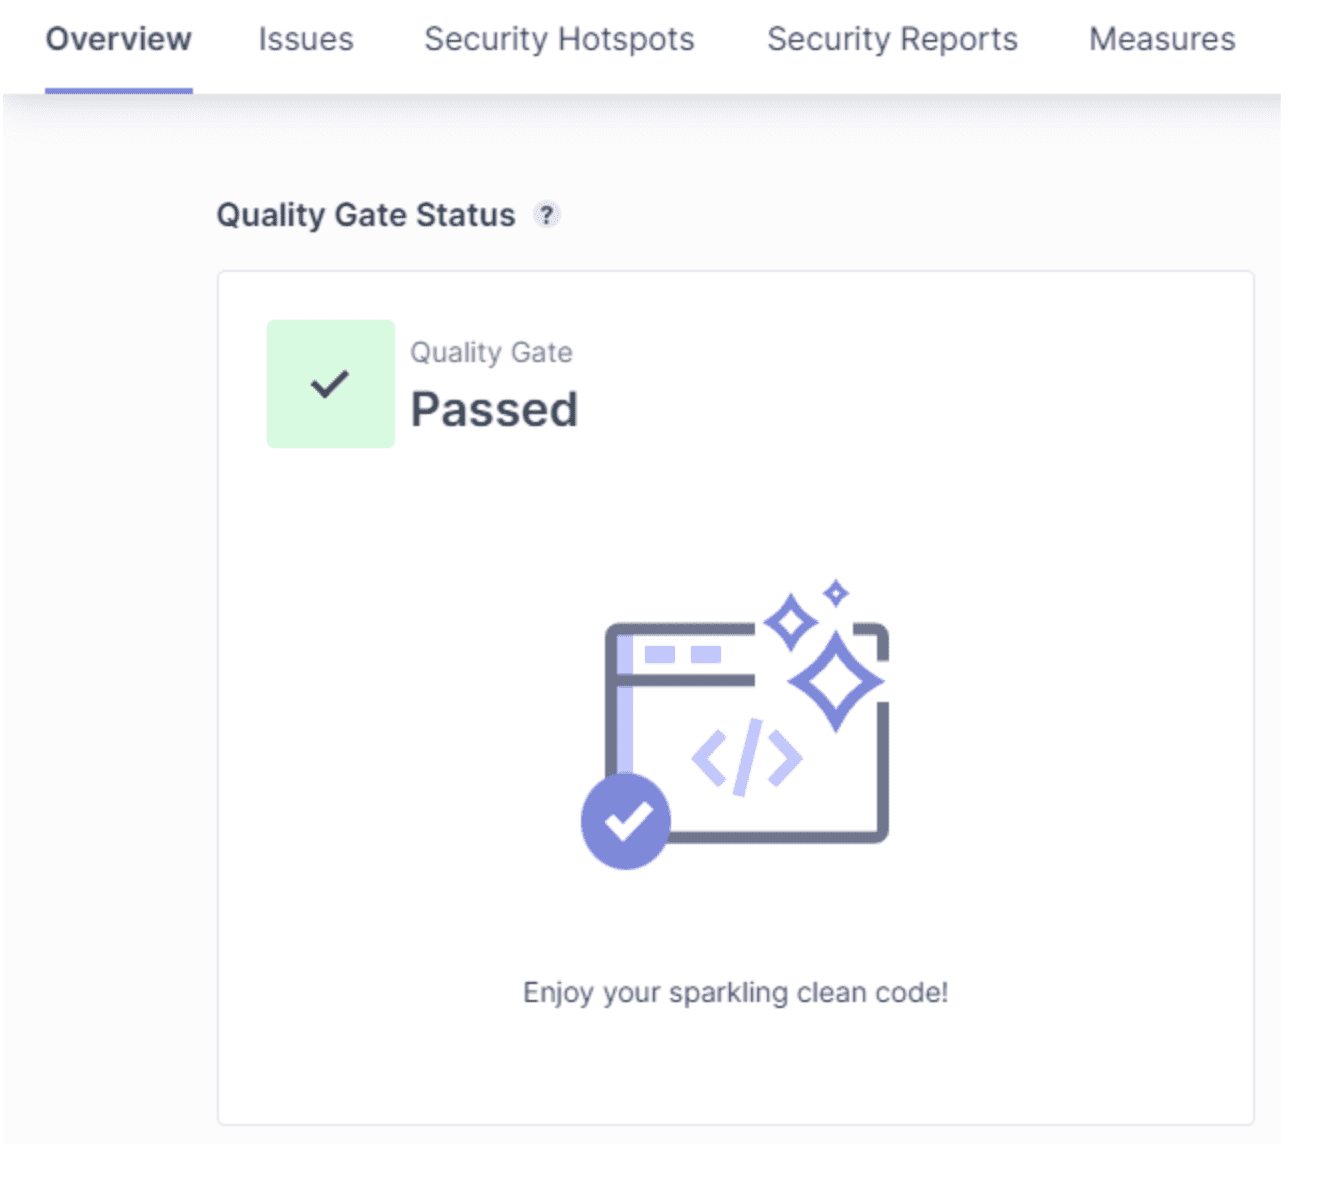 Overview Issues Security Hotspots Security Reports Measures
Quality Gate Status ?
Quality Gate
Passed
</>
Enjoy your sparkling clean code!